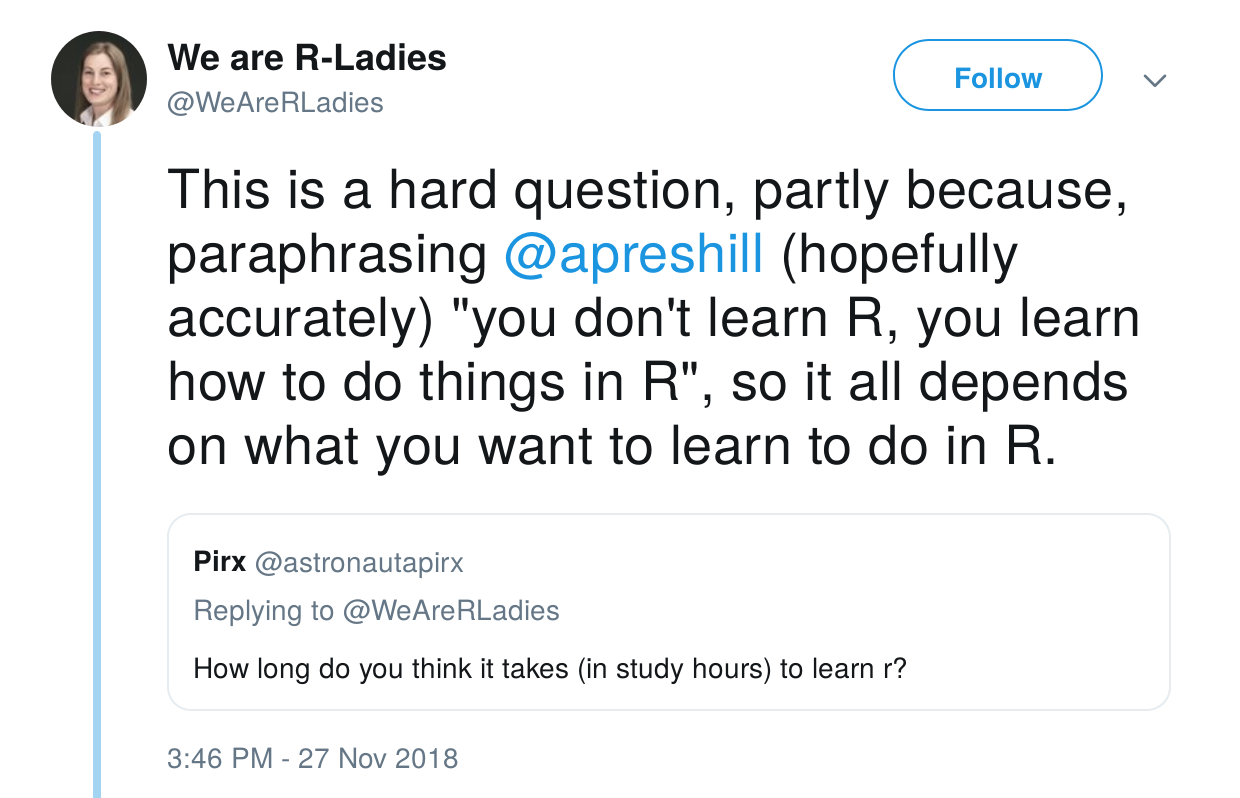 We are R-Ladies
@WeAreRLadies
Follow
This is a hard question, partly because,
paraphrasing @apreshill (hopefully
accurately) "you don't learn R, you learn
how to do things in R", so it all depends
on what you want to learn to do in R.
Pirx @astronautapirx
Replying to @WeAreRLadies
How long do you think it takes (in study hours) to learn r?
3:46 PM - 27 Nov 2018